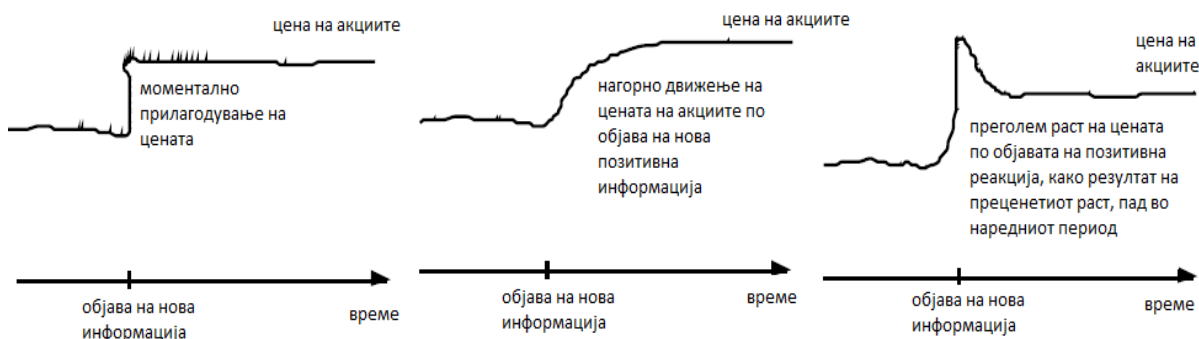 цена на акциите
моментално
прилагодување на
цената
објава на нова
информација
време
цена на акциите
нагорно движење на
цената на акциите по
објава на нова
позитивна
информација
објава на нова
информација
време
цена на
акциите
преголем раст на цената
по објавата на позитивна
реакција, како резултат на
преценетиот раст, пад во
наредниот период
објава на нова
информација
време